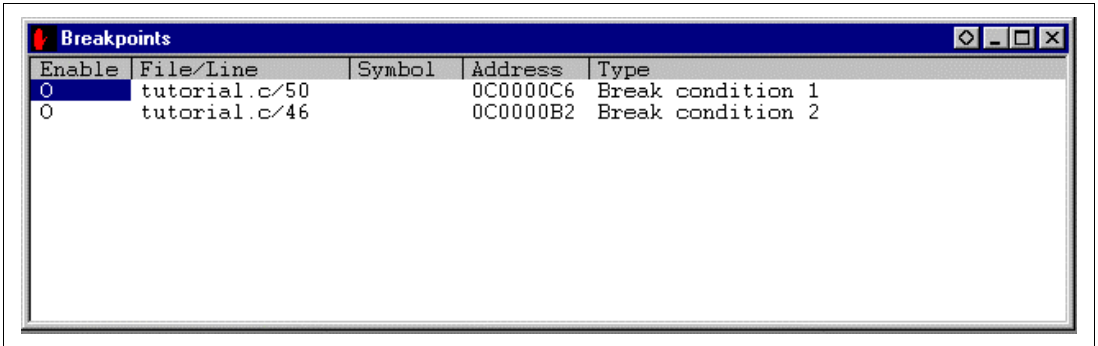 Breakpoints
Enable File/Line Symbol Address Type
O tutorial.c/50 0C0000C6 Break condition 1
O tutorial.c/46 0C0000B2 Break condition 2